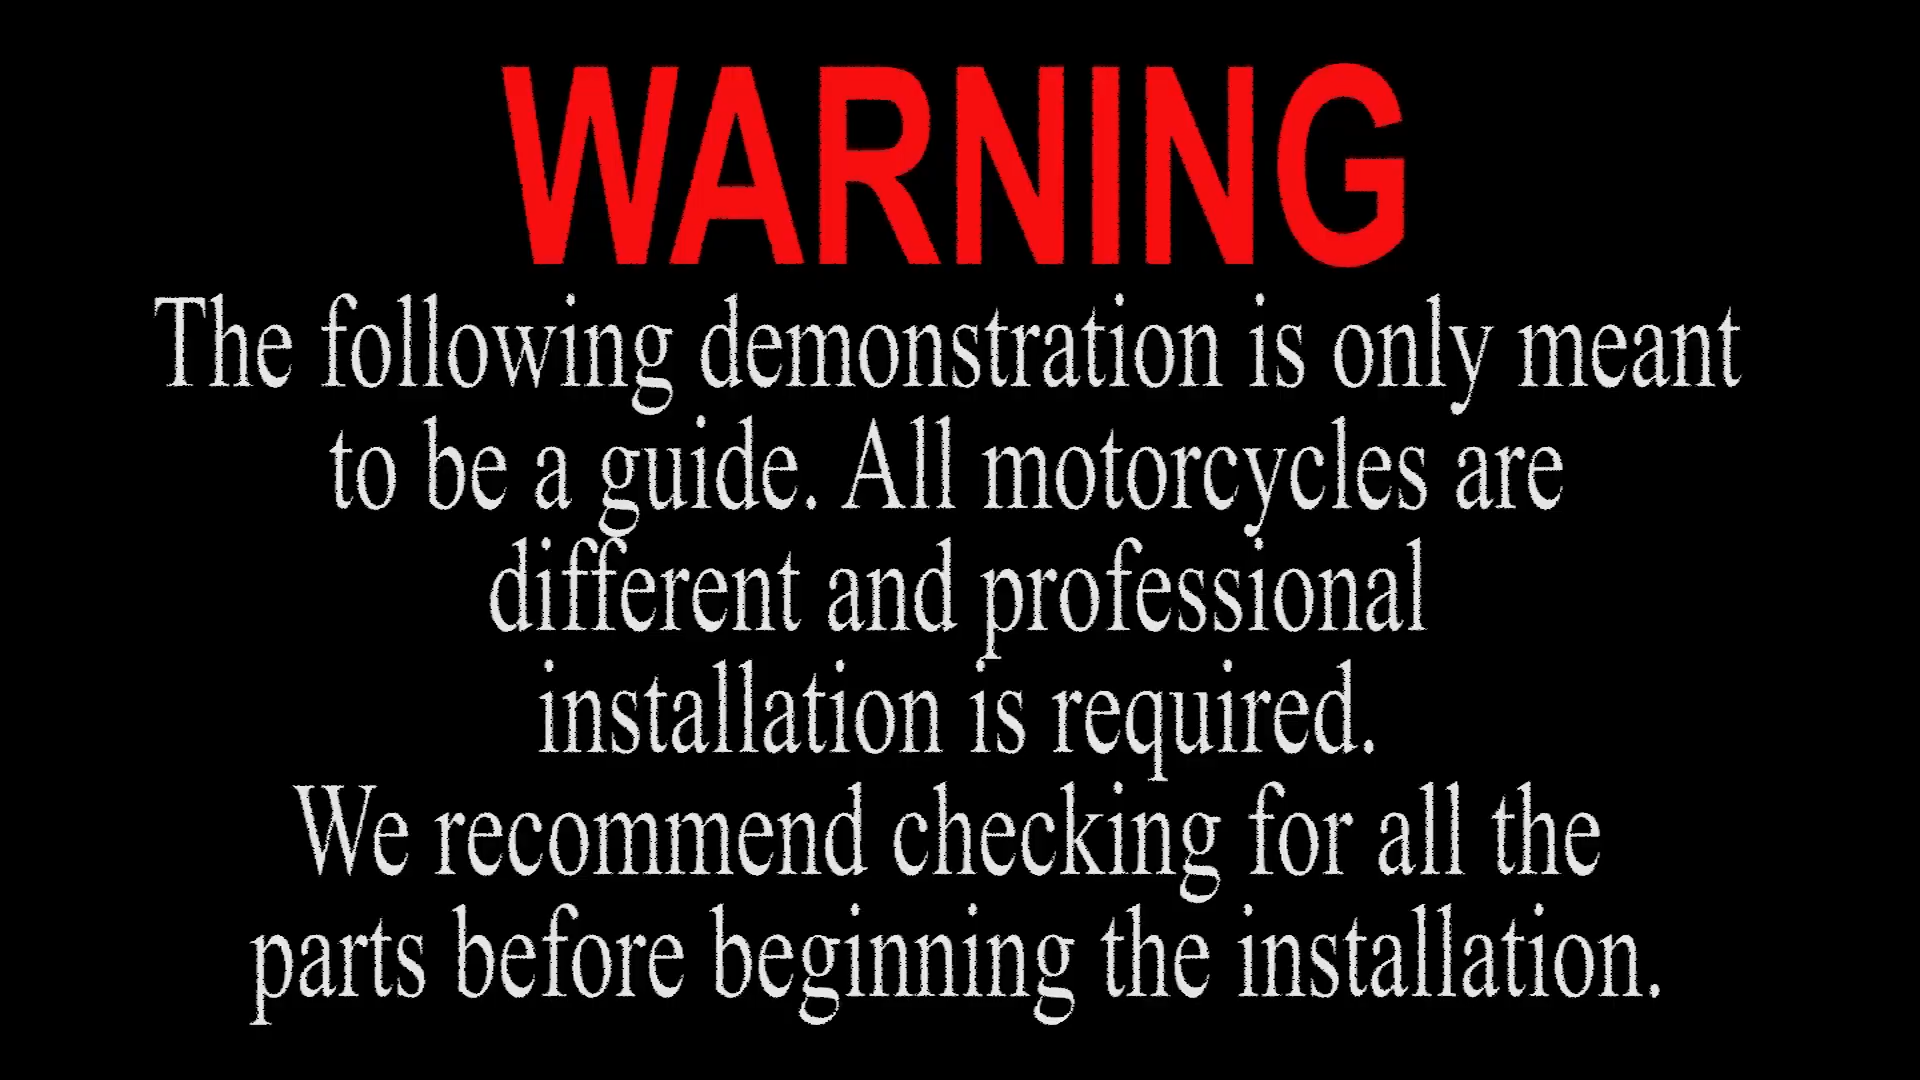 WARNING
The following demonstration is only meant
to be a guide. All motorcycles are
different and professional
installation is required.
We recommend checking for all the
parts before beginning the installation.